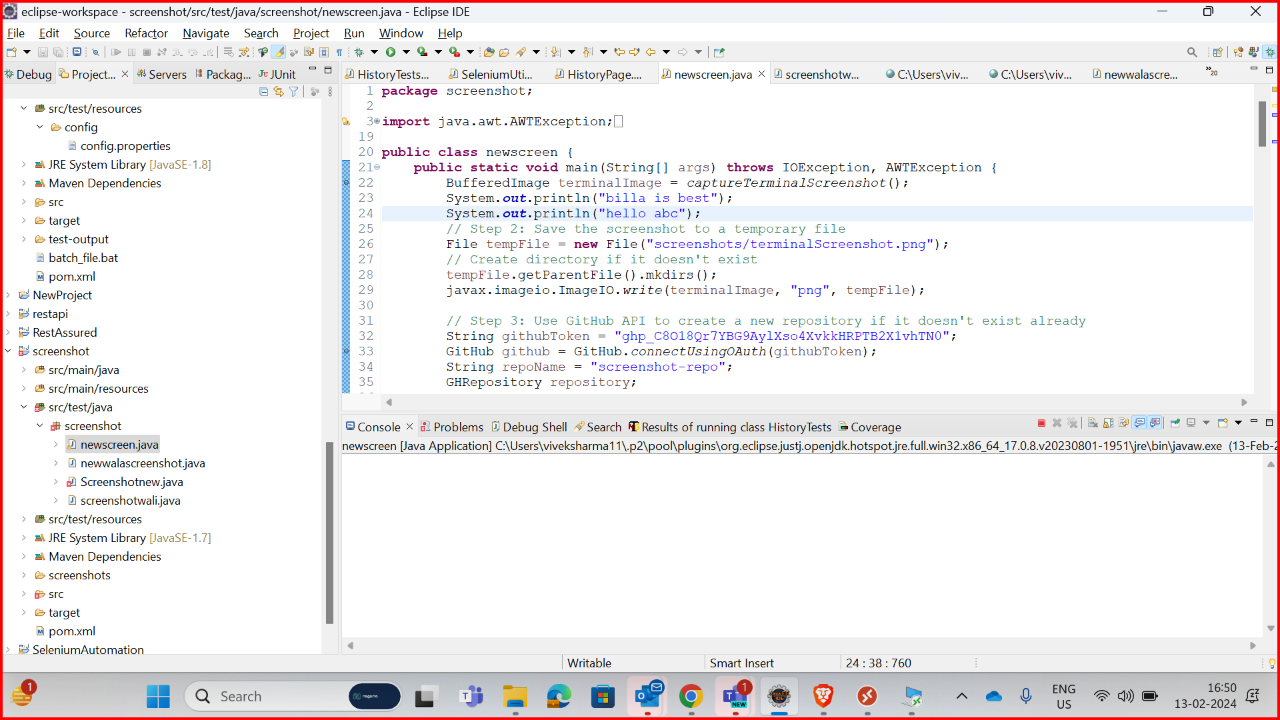 eclipse-workspace - screenshot/src/test/java/screenshot/newscreen.java - Eclipse IDE
File Edit Source Refactor Navigate Search Project Run Window Help
Debug Project... Servers Packag... JUnit
HistoryTests... SeleniumUti... HistoryPage.... newscreen.java screenshotw... C:\Users\viv... C:\Users\viv... newwalascre... 20
src/test/resources
config
config.properties
JRE System Library [JavaSE-1.8]
Maven Dependencies
src
target
test-output
batch_file.bat
pom.xml
NewProject
restapi
RestAssured
screenshot
src/main/java
src/main/resources
src/test/java
screenshot
newscreen.java
newwalascreenshot.java
Screenshotnew.java
screenshotwali.java
src/test/resources
JRE System Library [JavaSE-1.7]
Maven Dependencies
screenshots
src
target
pom.xml
SeleniumAutomation
1 package screenshot;
2
3 import java.awt.AWTException;
19
20 public class newscreen {
21 public static void main(String[] args) throws IOException, AWTException {
22 BufferedImage terminalImage = captureTerminalScreenshot();
23 System.out.println("billa is best");
24 System.out.println("hello abc");
25 // Step 2: Save the screenshot to a temporary file
26 File tempFile = new File("screenshots/terminalScreenshot.png");
27 // Create directory if it doesn't exist
28 tempFile.getParentFile().mkdirs();
29 javax.imageio.ImageIO.write(terminalImage, "png", tempFile);
30
31 // Step 3: Use GitHub API to create a new repository if it doesn't exist already
32 String githubToken = "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";
33 GitHub github = GitHub.connectUsingOAuth(githubToken);
34 String repoName = "screenshot-repo";
35 GHRepository repository;
Console Problems Debug Shell Search Results of running class HistoryTests Coverage
newscreen [Java Application] C:\Users\viveksharma11\.p2\pool\plugins\org.eclipse.justj.openjdk.hotspot.jre.full.win32.x86_64_17.0.8.v20230801-1951\jre\bin\javaw.exe (13-Feb-2
Writable Smart Insert 24 : 38 : 760
1 Search 1 NEW ENG US 16:50 13-02-2024